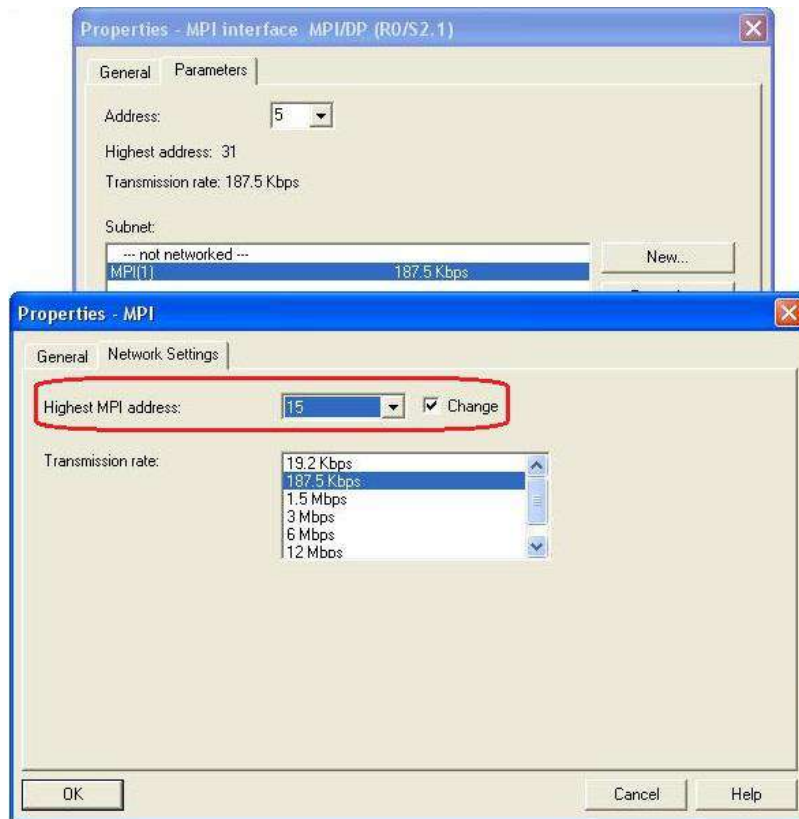 Properties - MPI interface MPI/DP (R0/S2.1)
General Parameters
Address: 5
Highest address: 31
Transmission rate: 187.5 Kbps
Subnet:
--- not networked ---
New...
MPI(1) 187.5 Kbps
Properties - MPI
General Network Settings
Highest MPI address: 15 Change
Transmission rate:
19.2 Kbps
187.5 Kbps
1.5 Mbps
3 Mbps
6 Mbps
12 Mbps
OK Cancel Help